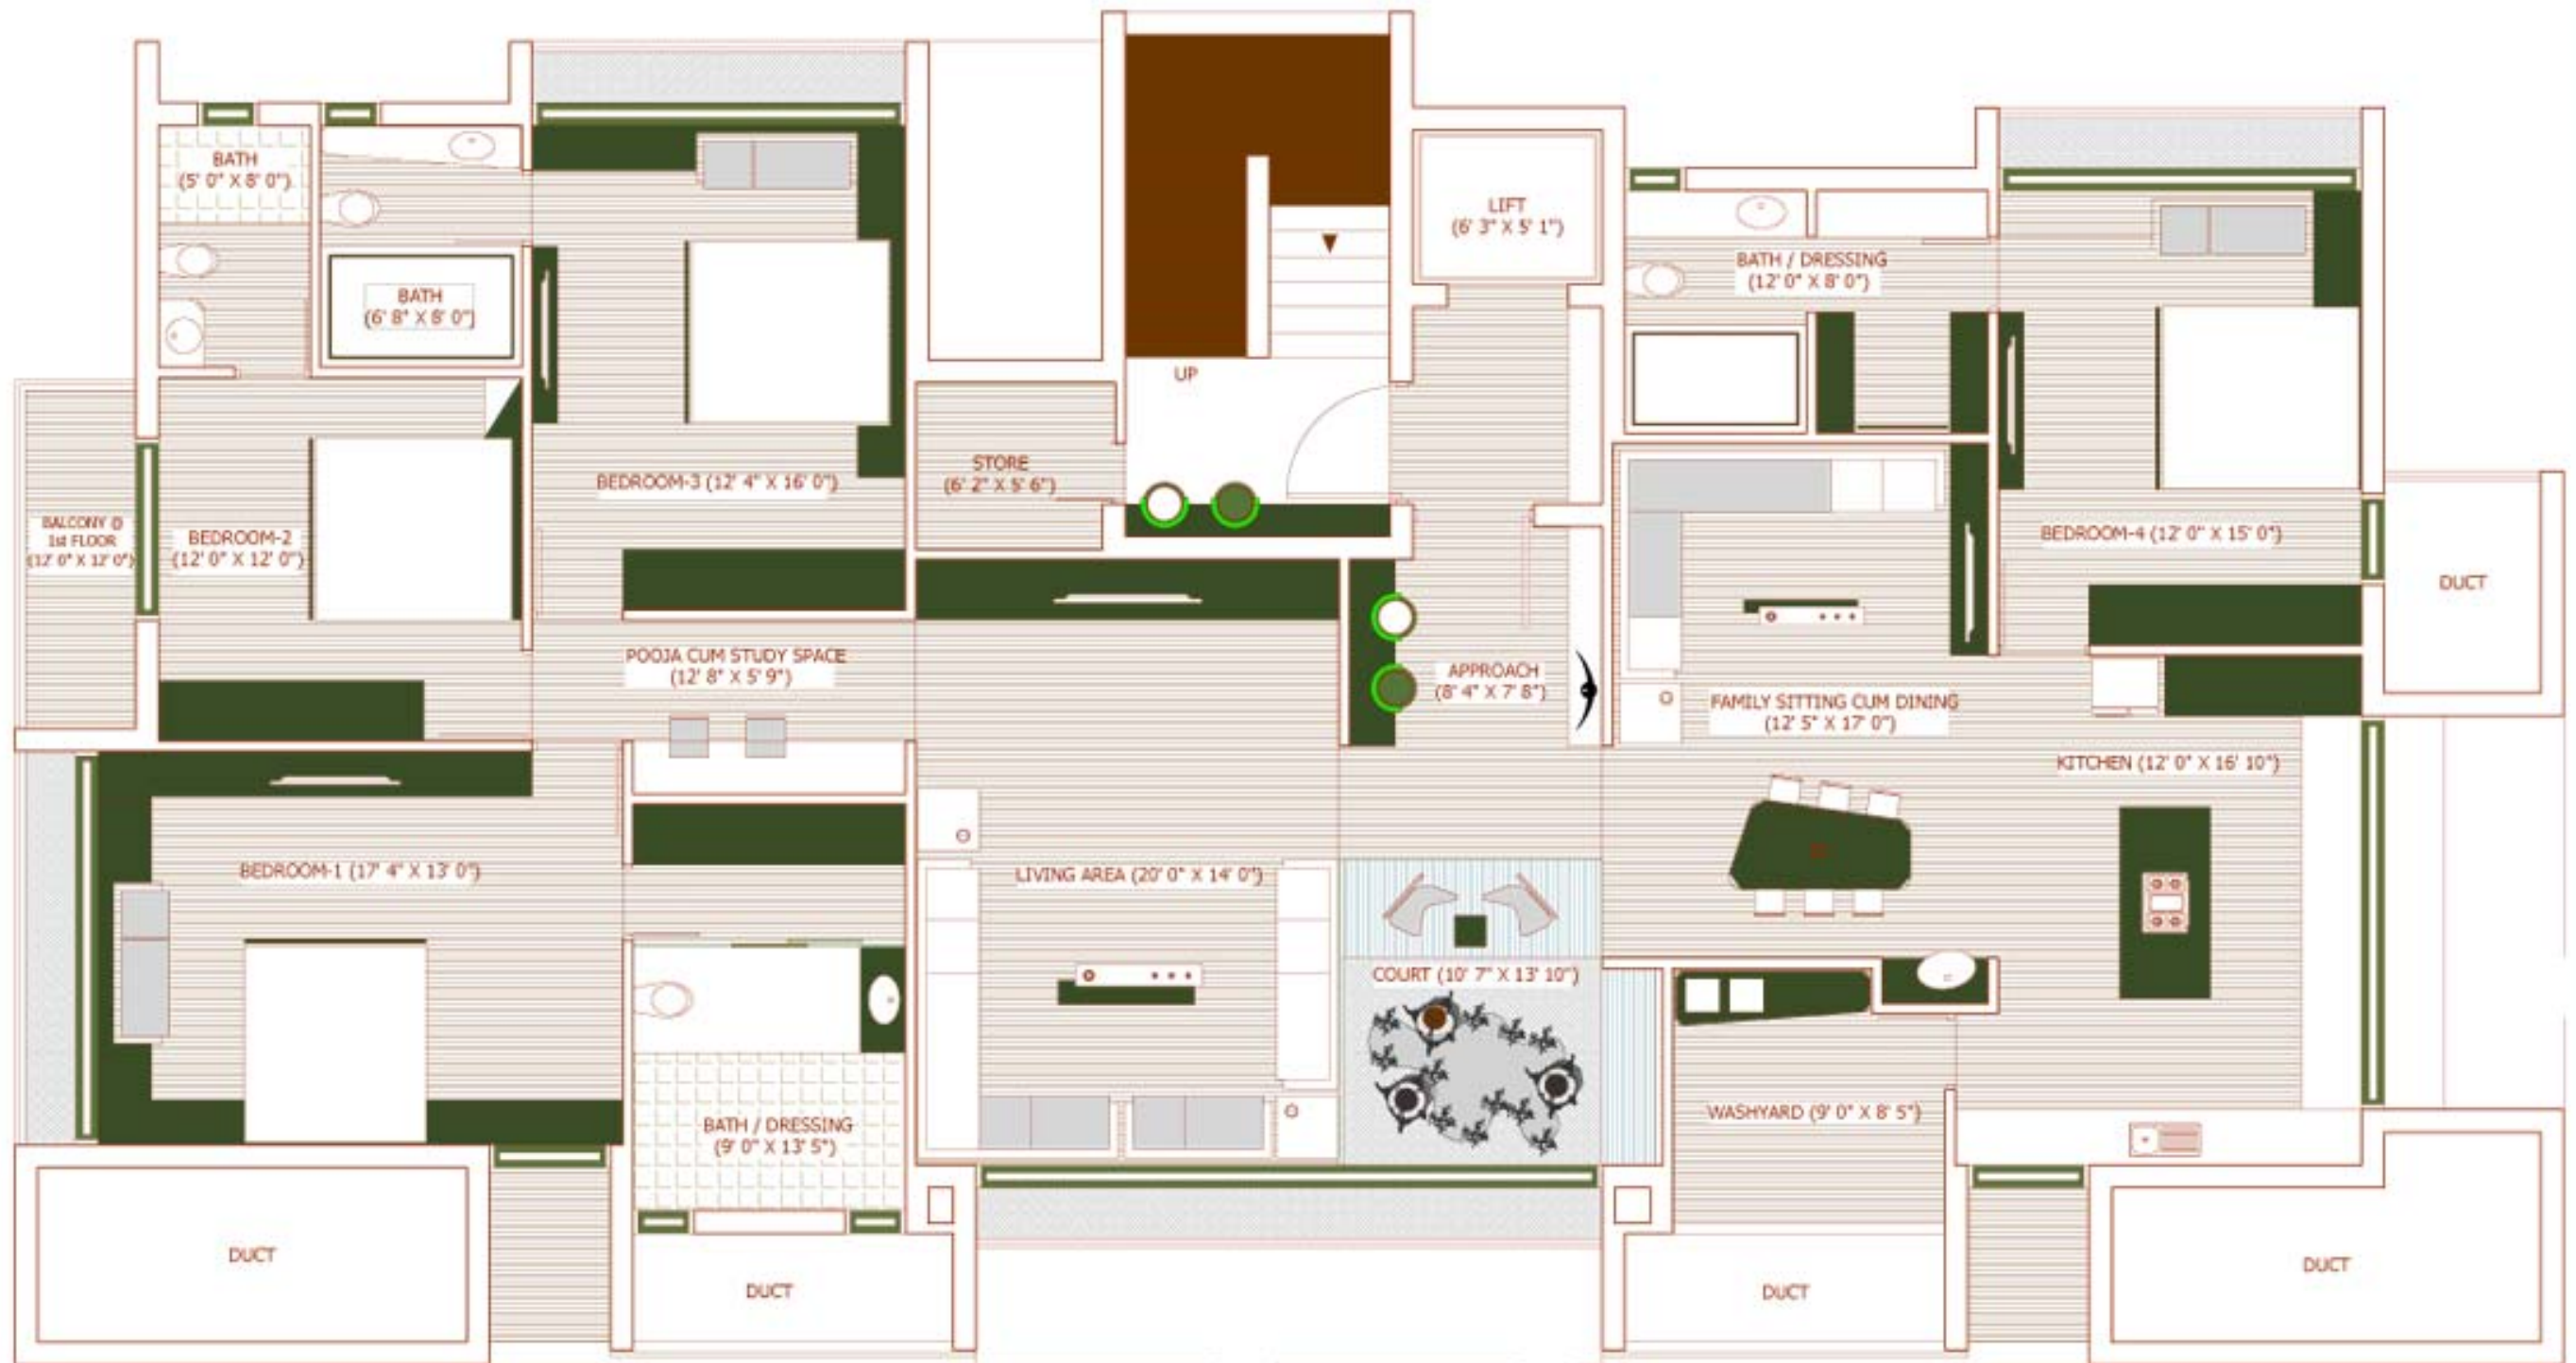 BATH
(5' 0" X 8' 0")
BATH
(6' 8" X 8' 0")
LIFT
(6' 3" X 5' 1")
BATH / DRESSING
(12' 0" X 8' 0")
UP
STORE
(6' 2" X 5' 6")
BEDROOM-3 (12' 4" X 16' 0")
BALCONY @
1st FLOOR
(12' 0" X 12' 0")
BEDROOM-2
(12' 0" X 12' 0")
BEDROOM-4 (12' 0" X 15' 0")
DUCT
POOJA CUM STUDY SPACE
(12' 8" X 5' 9")
APPROACH
(8' 4" X 7' 8")
FAMILY SITTING CUM DINING
(12' 5" X 17' 0")
KITCHEN (12' 0" X 16' 10")
BEDROOM-1 (17' 4" X 13' 0")
LIVING AREA (20' 0" X 14' 0")
COURT (10' 7" X 13' 10")
BATH / DRESSING
(9' 0" X 13' 5")
WASHYARD (9' 0" X 8' 5")
DUCT
DUCT
DUCT
DUCT